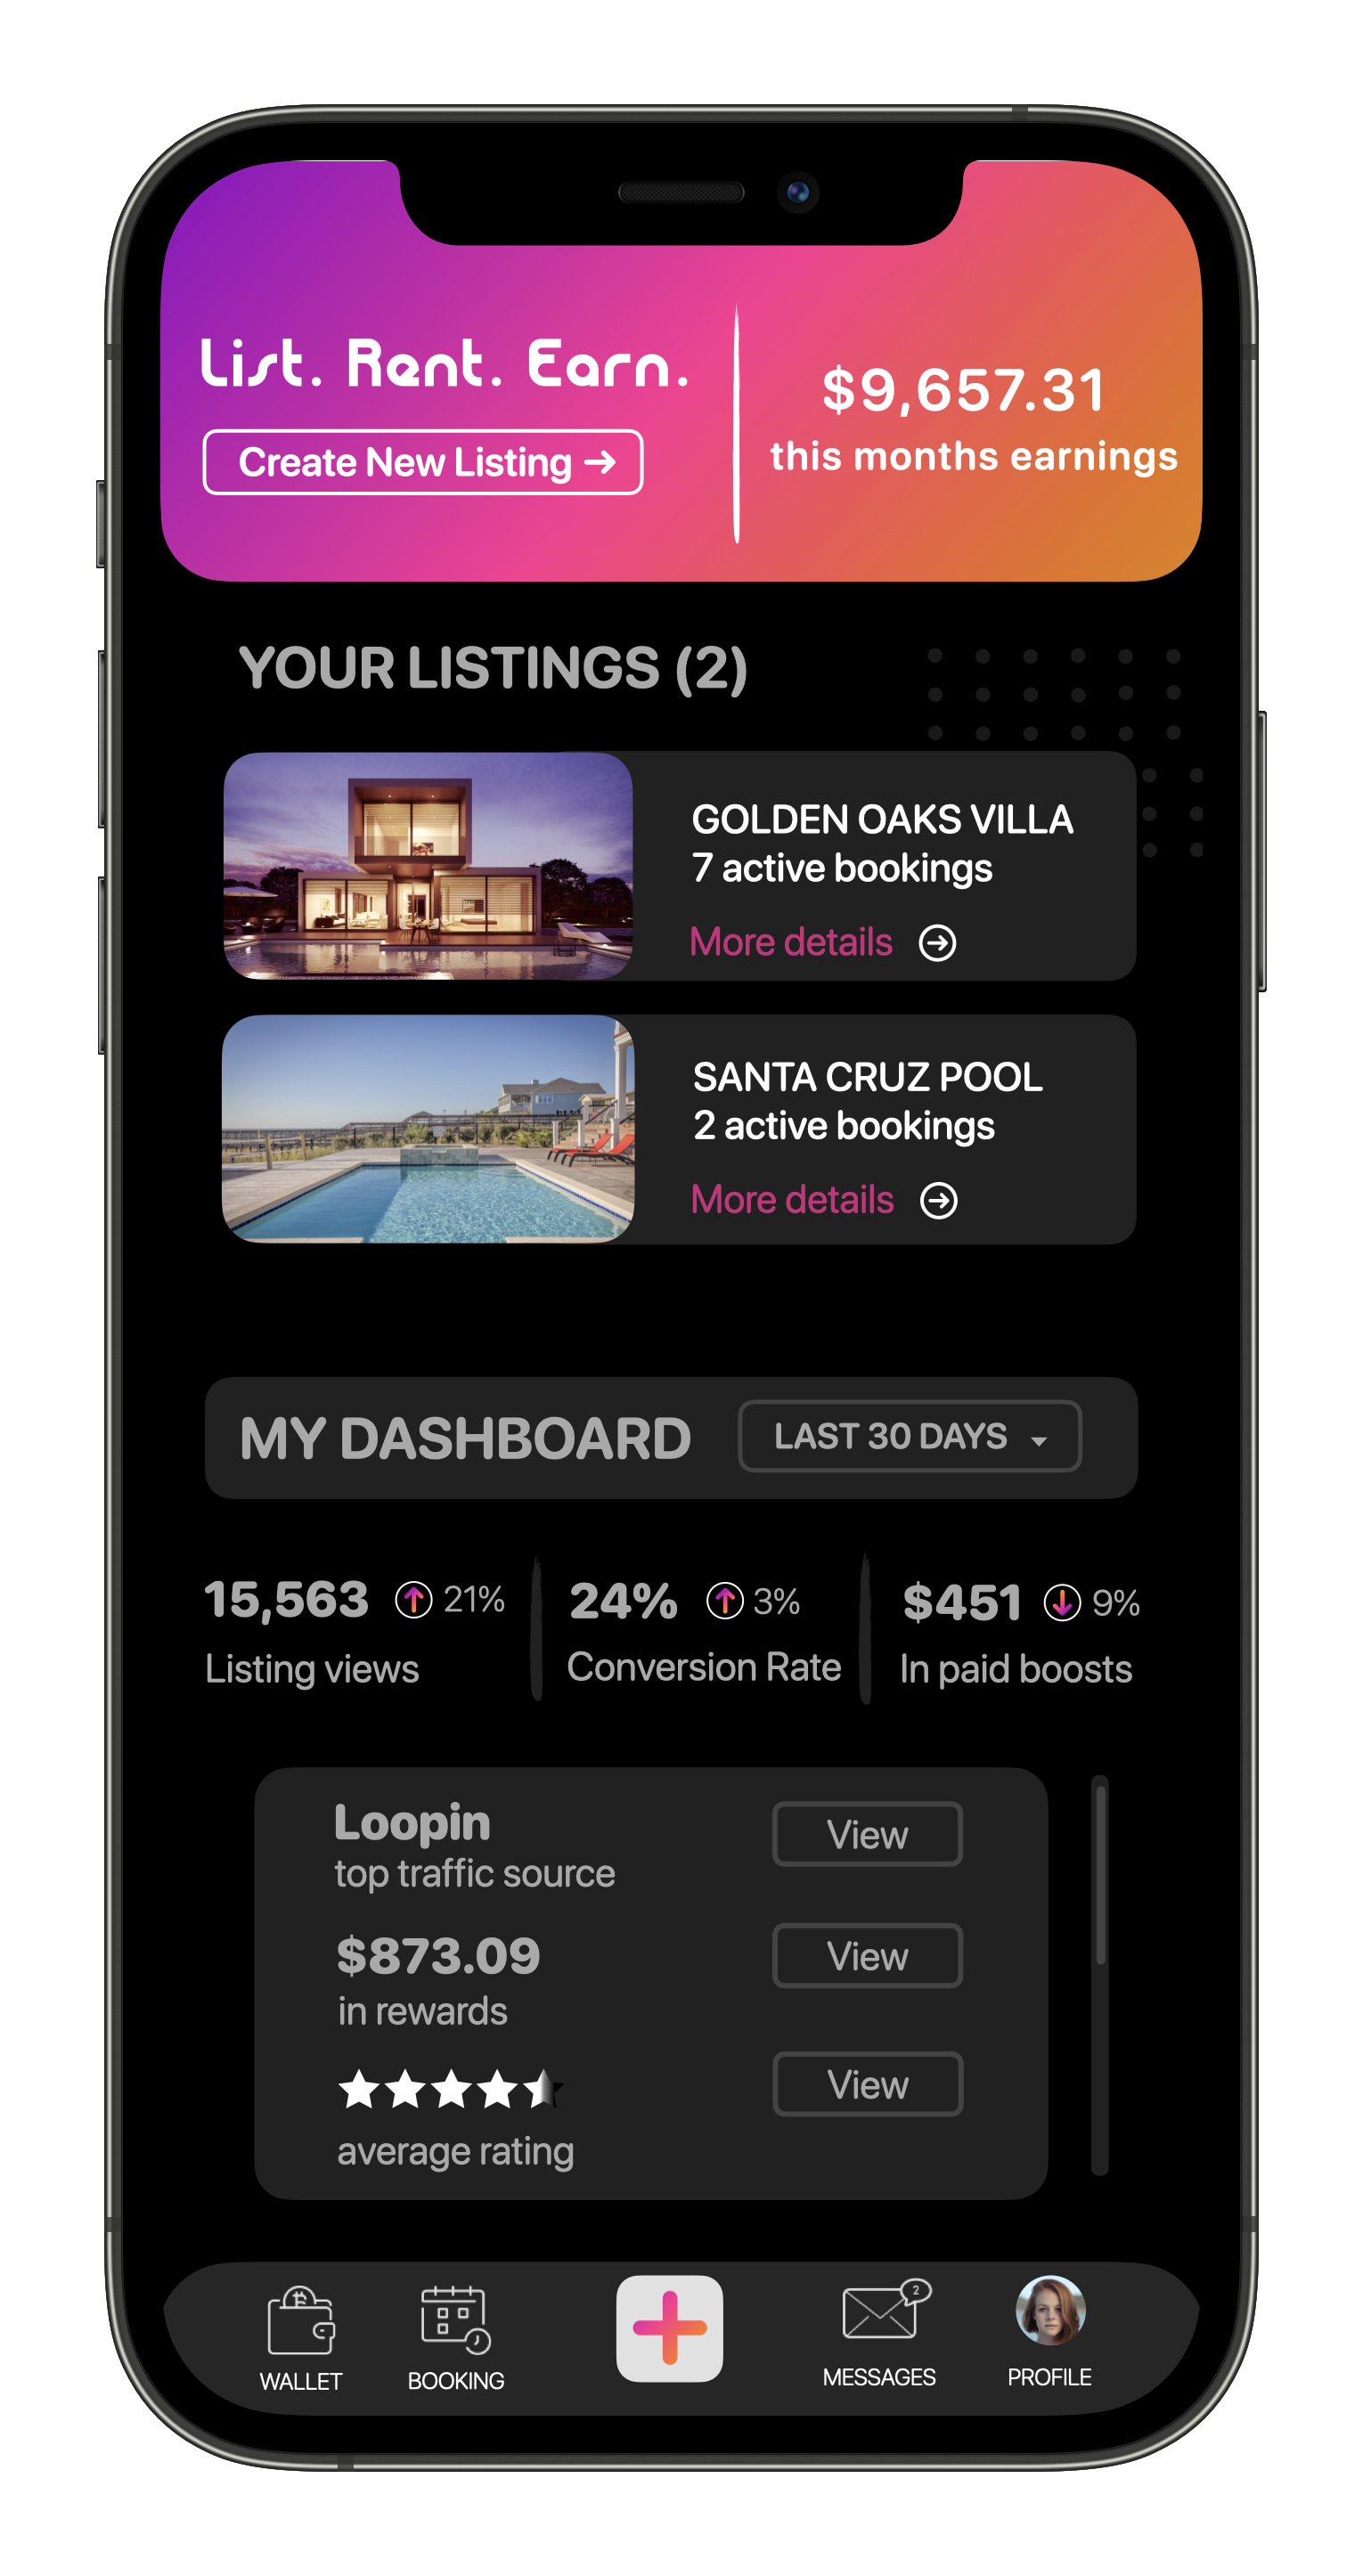 List. Rent. Earn.
Create New Listing →
$9,657.31
this months earnings
YOUR LISTINGS (2)
GOLDEN OAKS VILLA
7 active bookings
More details
SANTA CRUZ POOL
2 active bookings
More details
MY DASHBOARD
LAST 30 DAYS
15,563 21%
Listing views
24% 3%
Conversion Rate
$451 9%
In paid boosts
Loopin
top traffic source
View
$873.09
in rewards
View
average rating
View
WALLET
BOOKING
2
MESSAGES
PROFILE